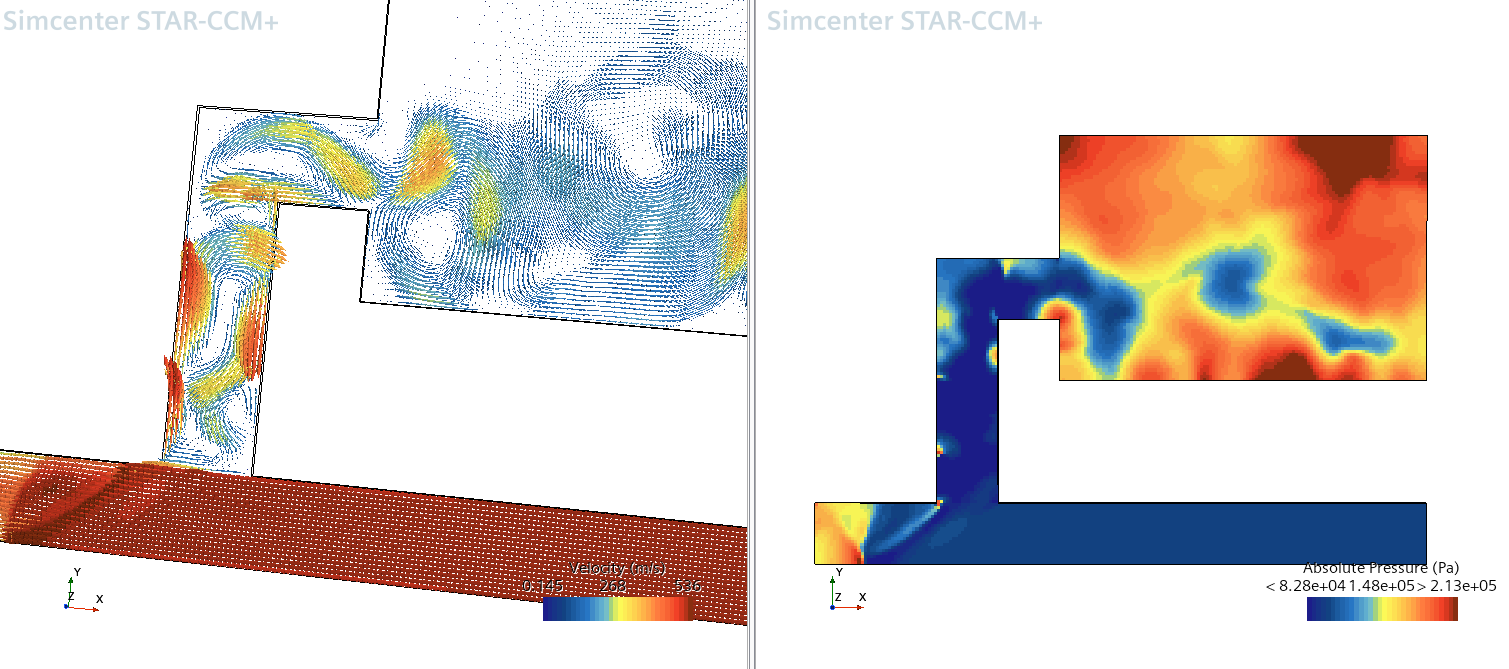 Simcenter STAR-CCM+
Simcenter STAR-CCM+
Velocity (m/s)
0.145 268 536
Y
Z X
Absolute Pressure (Pa)
< 8.28e+04 1.48e+05 > 2.13e+05
Y
Z X